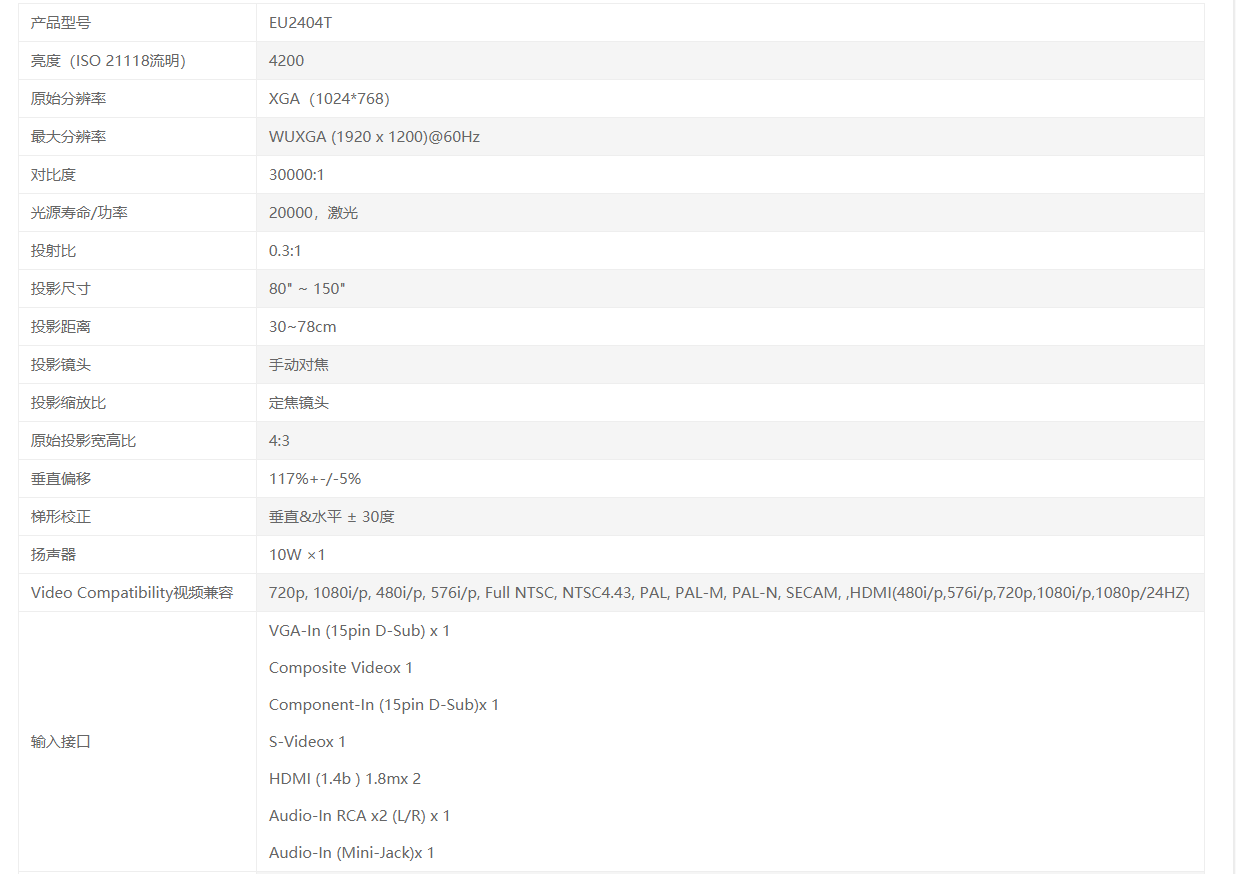 产品型号 EU2404T
亮度（ISO 21118流明） 4200
原始分辨率 XGA（1024*768）
最大分辨率 WUXGA (1920 x 1200)@60Hz
对比度 30000:1
光源寿命/功率 20000，激光
投射比 0.3:1
投影尺寸 80" ~ 150"
投影距离 30~78cm
投影镜头 手动对焦
投影缩放比 定焦镜头
原始投影宽高比 4:3
垂直偏移 117%+-/-5%
梯形校正 垂直&水平 ± 30度
扬声器 10W ×1
Video Compatibility视频兼容 720p, 1080i/p, 480i/p, 576i/p, Full NTSC, NTSC4.43, PAL, PAL-M, PAL-N, SECAM, ,HDMI(480i/p,576i/p,720p,1080i/p,1080p/24HZ)
输入接口
VGA-In (15pin D-Sub) x 1
Composite Videox 1
Component-In (15pin D-Sub)x 1
S-Videox 1
HDMI (1.4b ) 1.8mx 2
Audio-In RCA x2 (L/R) x 1
Audio-In (Mini-Jack)x 1